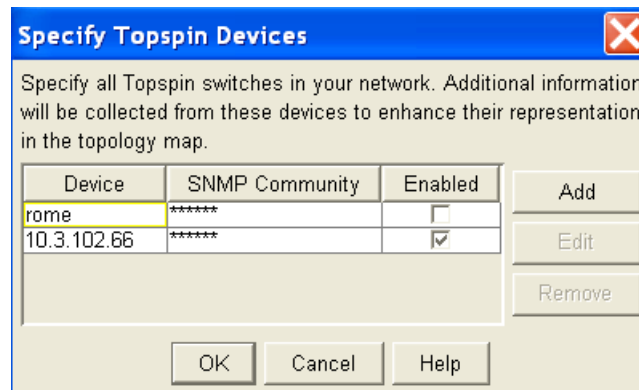 Specify Topspin Devices
Specify all Topspin switches in your network. Additional information
will be collected from these devices to enhance their representation
in the topology map.
Device SNMP Community Enabled
rome ******
10.3.102.66 ******
Add
Edit
Remove
OK Cancel Help